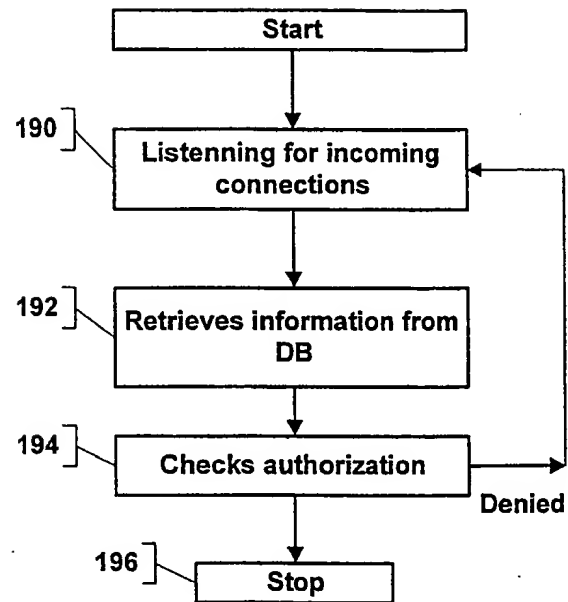 Start
190
Listenning for incoming
connections
192
Retrieves information from
DB
194
Checks authorization
Denied
196
Stop